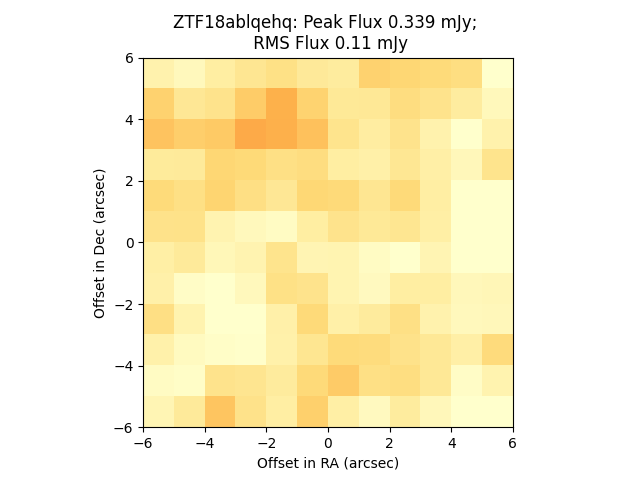 ZTF18ablqehq: Peak Flux 0.339 mJy;
RMS Flux 0.11 mJy
6
4
2
0
−2
−4
−6
Offset in Dec (arcsec)
−6 −4 −2 0 2 4 6
Offset in RA (arcsec)